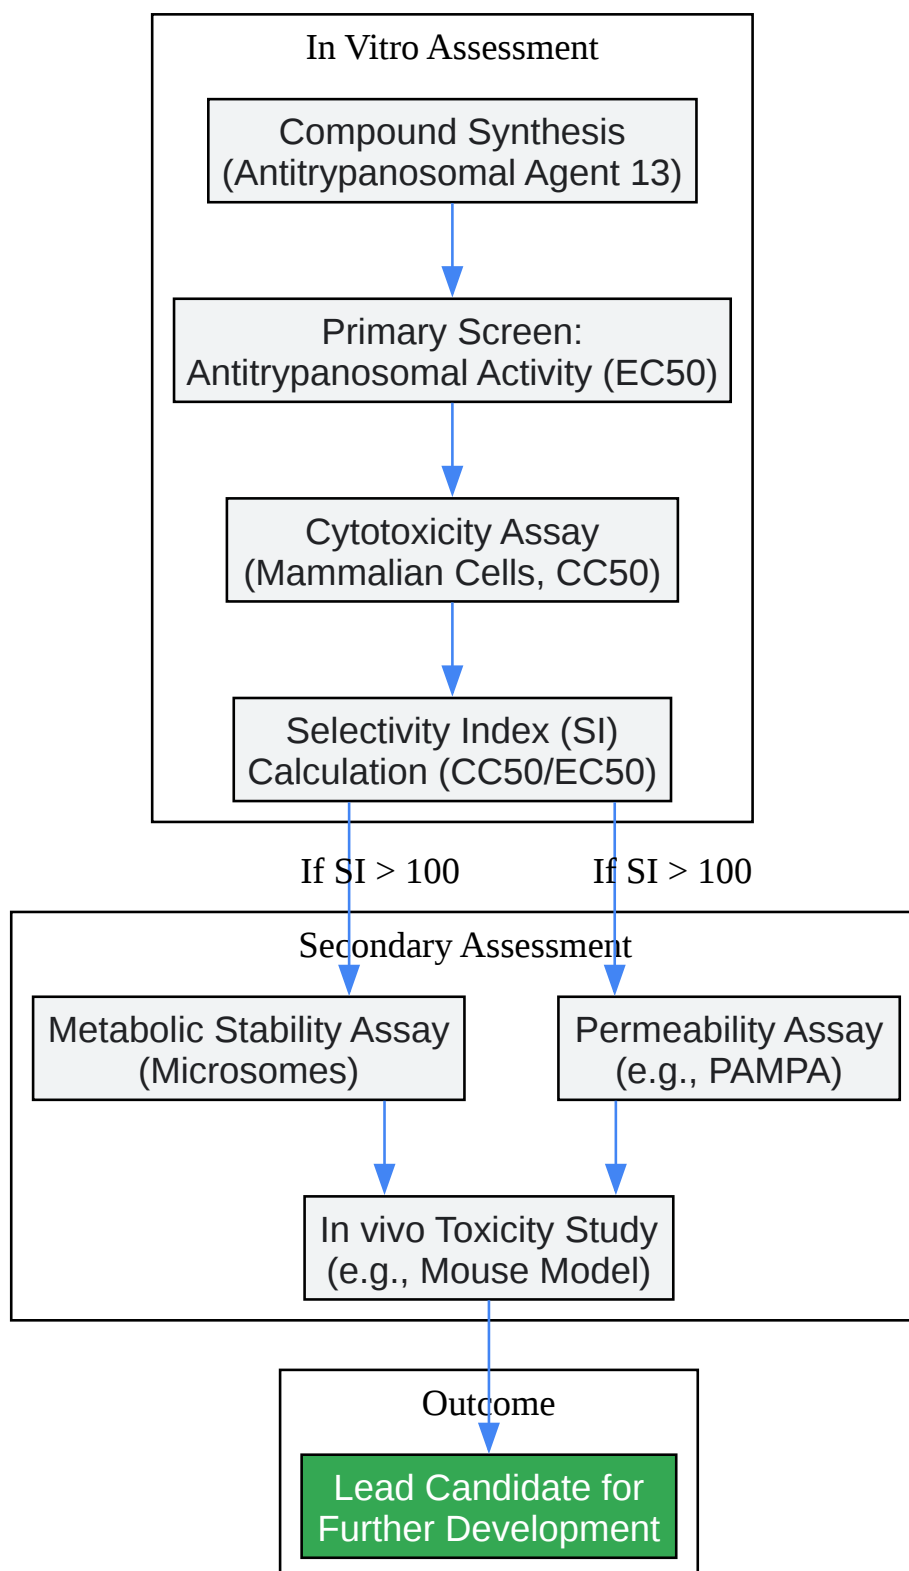 In Vitro Assessment
Compound Synthesis
(Antitrypanosomal Agent 13)
Primary Screen:
Antitrypanosomal Activity (EC50)
Cytotoxicity Assay
(Mammalian Cells, CC50)
Selectivity Index (SI)
Calculation (CC50/EC50)
If SI > 100
If SI > 100
Secondary Assessment
Metabolic Stability Assay
(Microsomes)
Permeability Assay
(e.g., PAMPA)
In vivo Toxicity Study
(e.g., Mouse Model)
Outcome
Lead Candidate for
Further Development